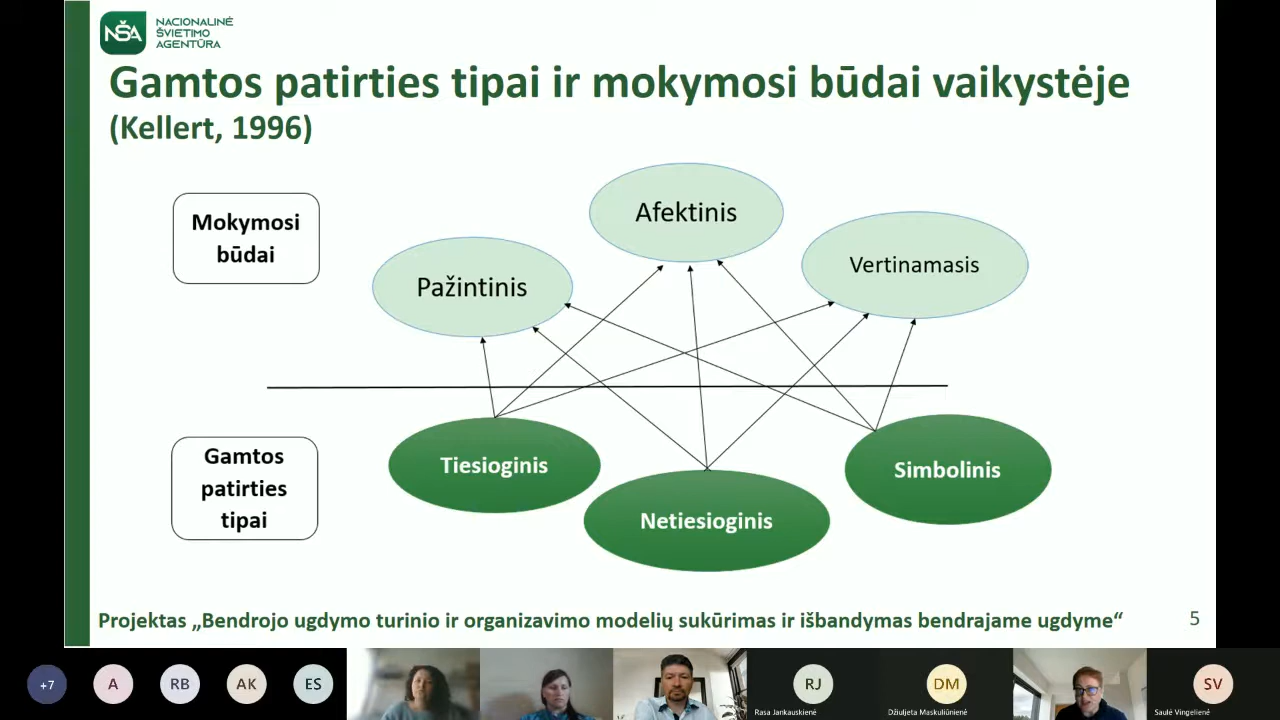 NŠA
NACIONALINĖ
ŠVIETIMO
AGENTŪRA
Gamtos patirties tipai ir mokymosi būdai vaikystėje
(Kellert, 1996)
Mokymosi
būdai
Afektinis
Pažintinis
Vertinamasis
Gamtos
patirties
tipai
Tiesioginis
Netiesioginis
Simbolinis
Projektas „Bendrojo ugdymo turinio ir organizavimo modelių sukūrimas ir išbandymas bendrajame ugdyme“
5
+7
A
RB
AK
ES
RJ
Rasa Jankauskienė
DM
Džiuljeta Maskuliūnienė
SV
Saulė Vingelienė